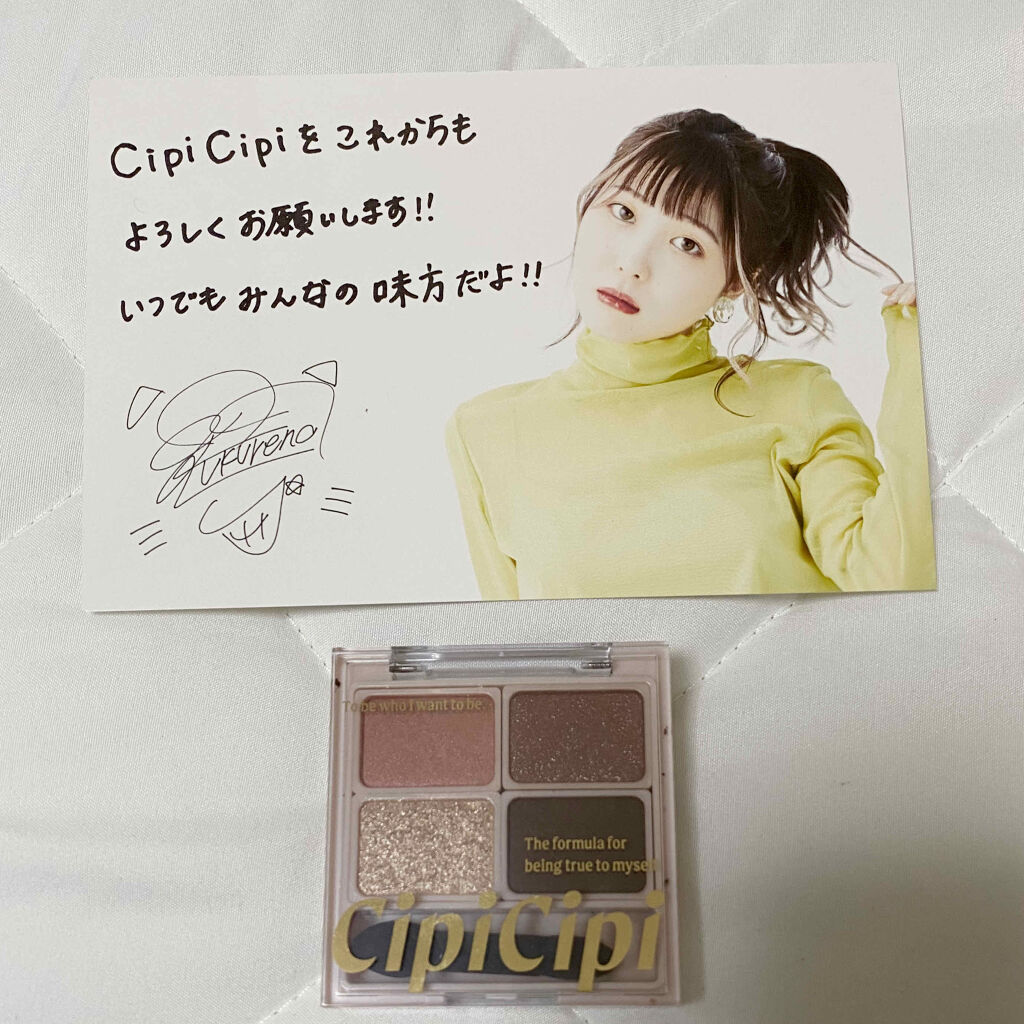 CipiCipiをこれからも
よろしくお願いします!!
いつでもみんなの味方だよ!!
Fukurena
To be who I want to be.
The formula for
being true to myself
CipiCipi